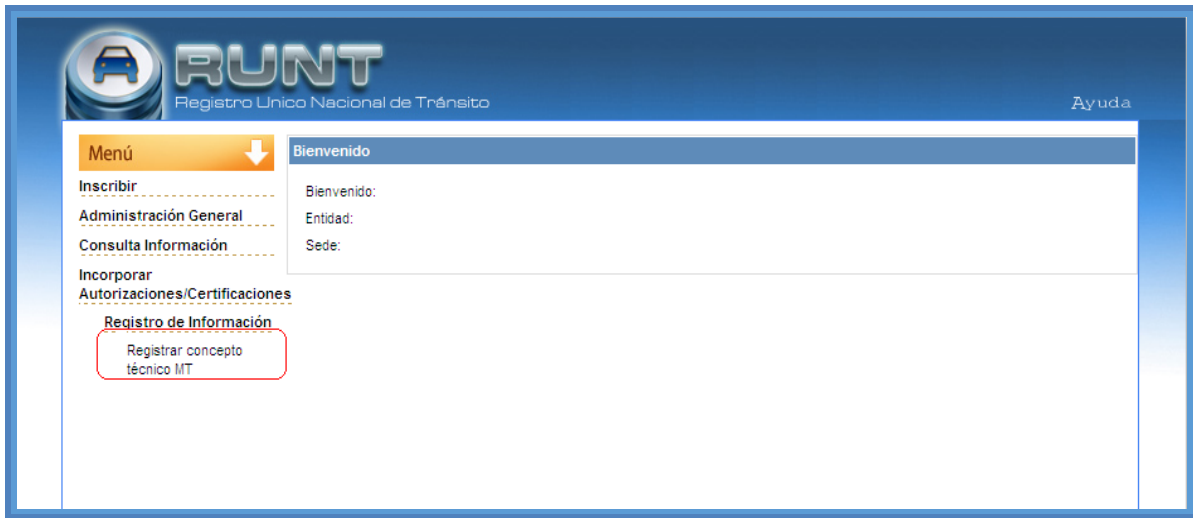 RUNT
Registro Unico Nacional de Tránsito
Ayuda
Menú
Inscribir
Administración General
Consulta Información
Incorporar
Autorizaciones/Certificaciones
Registro de Información
Registrar concepto
técnico MT
Bienvenido
Bienvenido:
Entidad:
Sede: